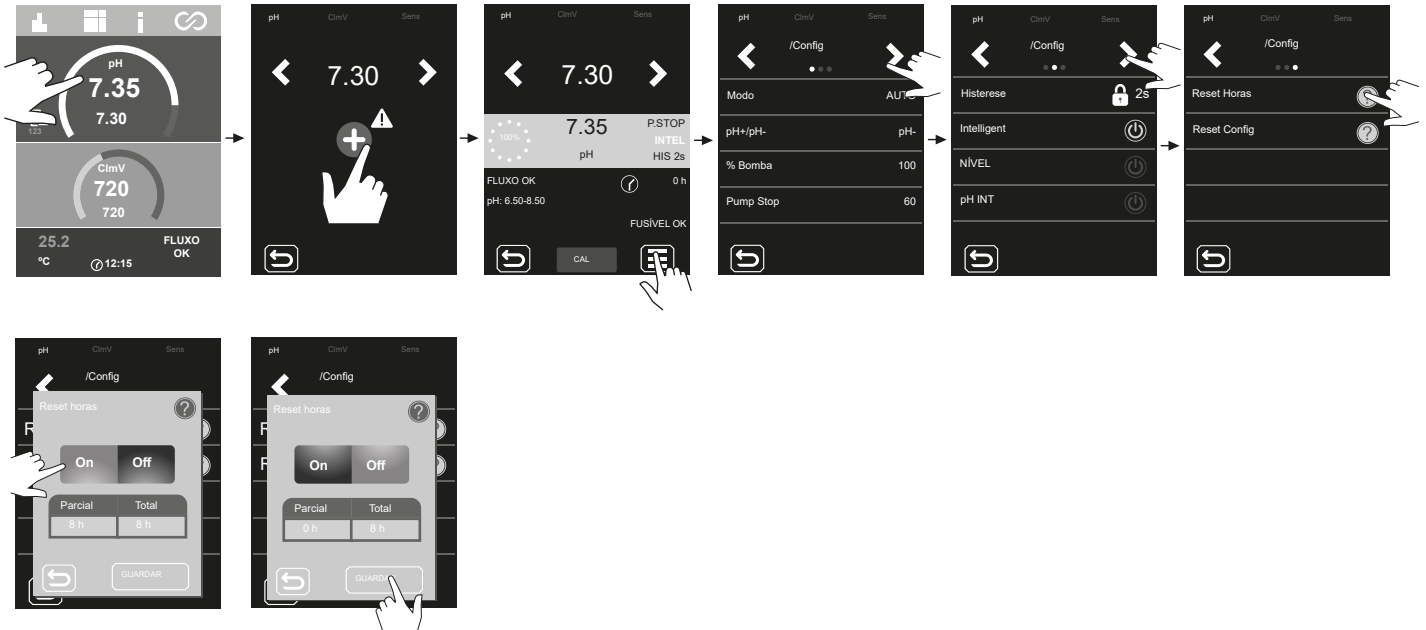 pH
7.35
7.30
123
ClmV
720
720
25.2
ºC
12:15
FLUXO
OK
pH ClmV Sens
7.30
pH ClmV Sens
7.30
100%
7.35
pH
P.STOP
INTEL
HIS 2s
FLUXO OK
0 h
pH: 6.50-8.50
FUSÍVEL OK
CAL
pH ClmV Sens
/Config
Modo AUTO
pH+/pH- pH-
% Bomba 100
Pump Stop 60
pH ClmV Sens
/Config
Histerese 2s
Intelligent
NÍVEL
pH INT
pH ClmV Sens
/Config
Reset Horas ?
Reset Config ?
pH ClmV Sens
/Config
Reset horas ?
R
R
On Off
Parcial Total
8 h 8 h
GUARDAR
pH ClmV Sens
/Config
Reset horas ?
On Off
Parcial Total
0 h 8 h
GUARDAR